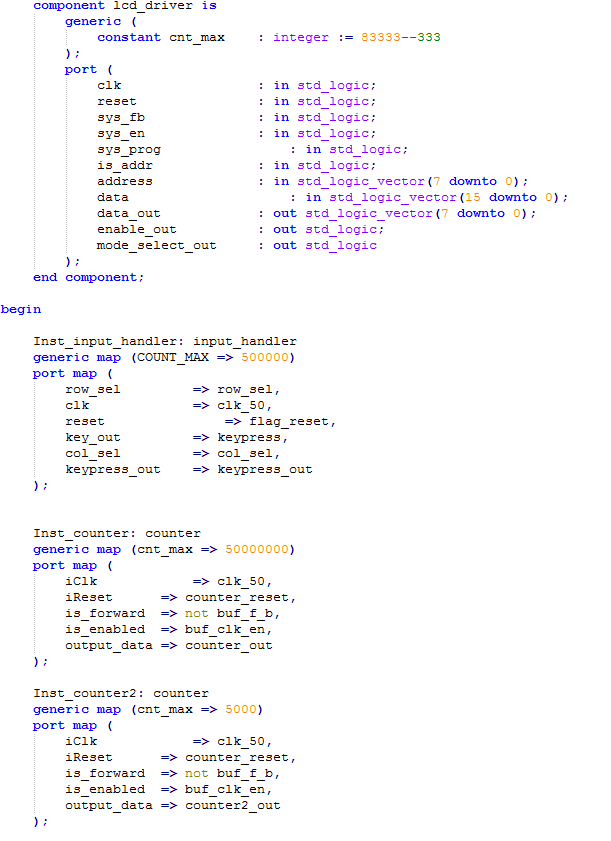 component lcd_driver is
generic (
constant cnt_max : integer := 83333--333
);
port (
clk : in std_logic;
reset : in std_logic;
sys_fb : in std_logic;
sys_en : in std_logic;
sys_prog : in std_logic;
is_addr : in std_logic;
address : in std_logic_vector(7 downto 0);
data : in std_logic_vector(15 downto 0);
data_out : out std_logic_vector(7 downto 0);
enable_out : out std_logic;
mode_select_out : out std_logic
);
end component;
begin
Inst_input_handler: input_handler
generic map (COUNT_MAX => 500000)
port map (
row_sel => row_sel,
clk => clk_50,
reset => flag_reset,
key_out => keypress,
col_sel => col_sel,
keypress_out => keypress_out
);
Inst_counter: counter
generic map (cnt_max => 50000000)
port map (
iClk => clk_50,
iReset => counter_reset,
is_forward => not buf_f_b,
is_enabled => buf_clk_en,
output_data => counter_out
);
Inst_counter2: counter
generic map (cnt_max => 5000)
port map (
iClk => clk_50,
iReset => counter_reset,
is_forward => not buf_f_b,
is_enabled => buf_clk_en,
output_data => counter2_out
);